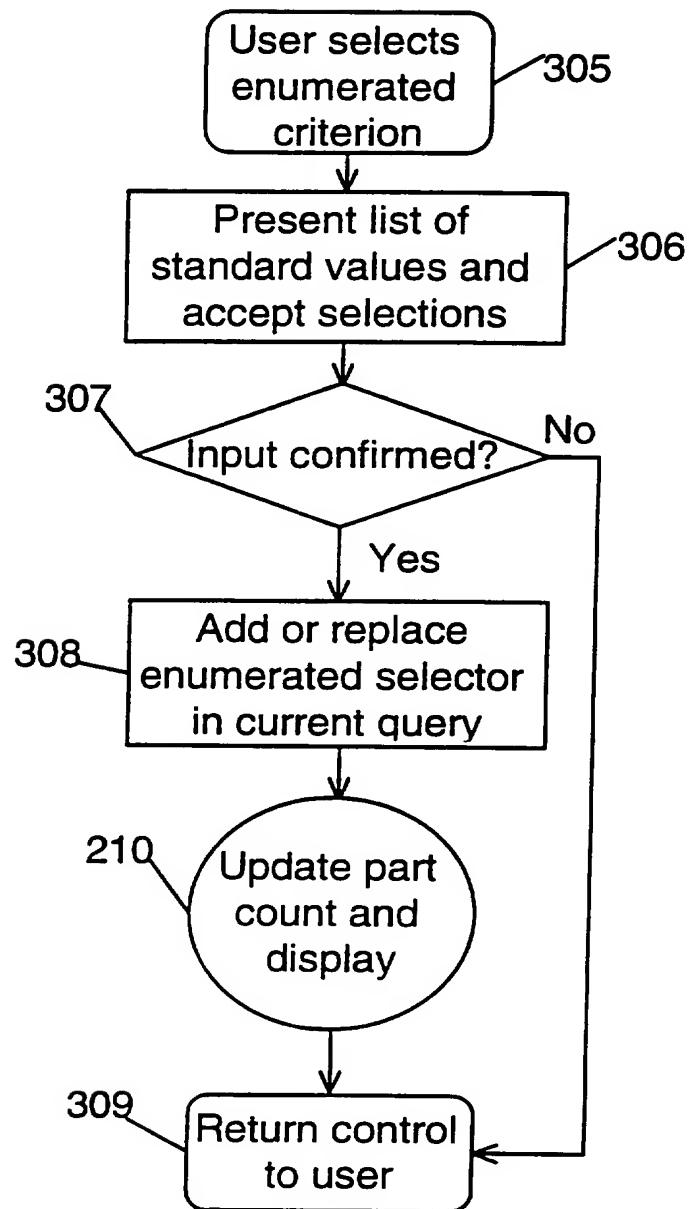 User selects
enumerated
criterion
305
Present list of
standard values and
accept selections
306
307
Input confirmed?
No
Yes
308
Add or replace
enumerated selector
in current query
210
Update part
count and
display
309
Return control
to user